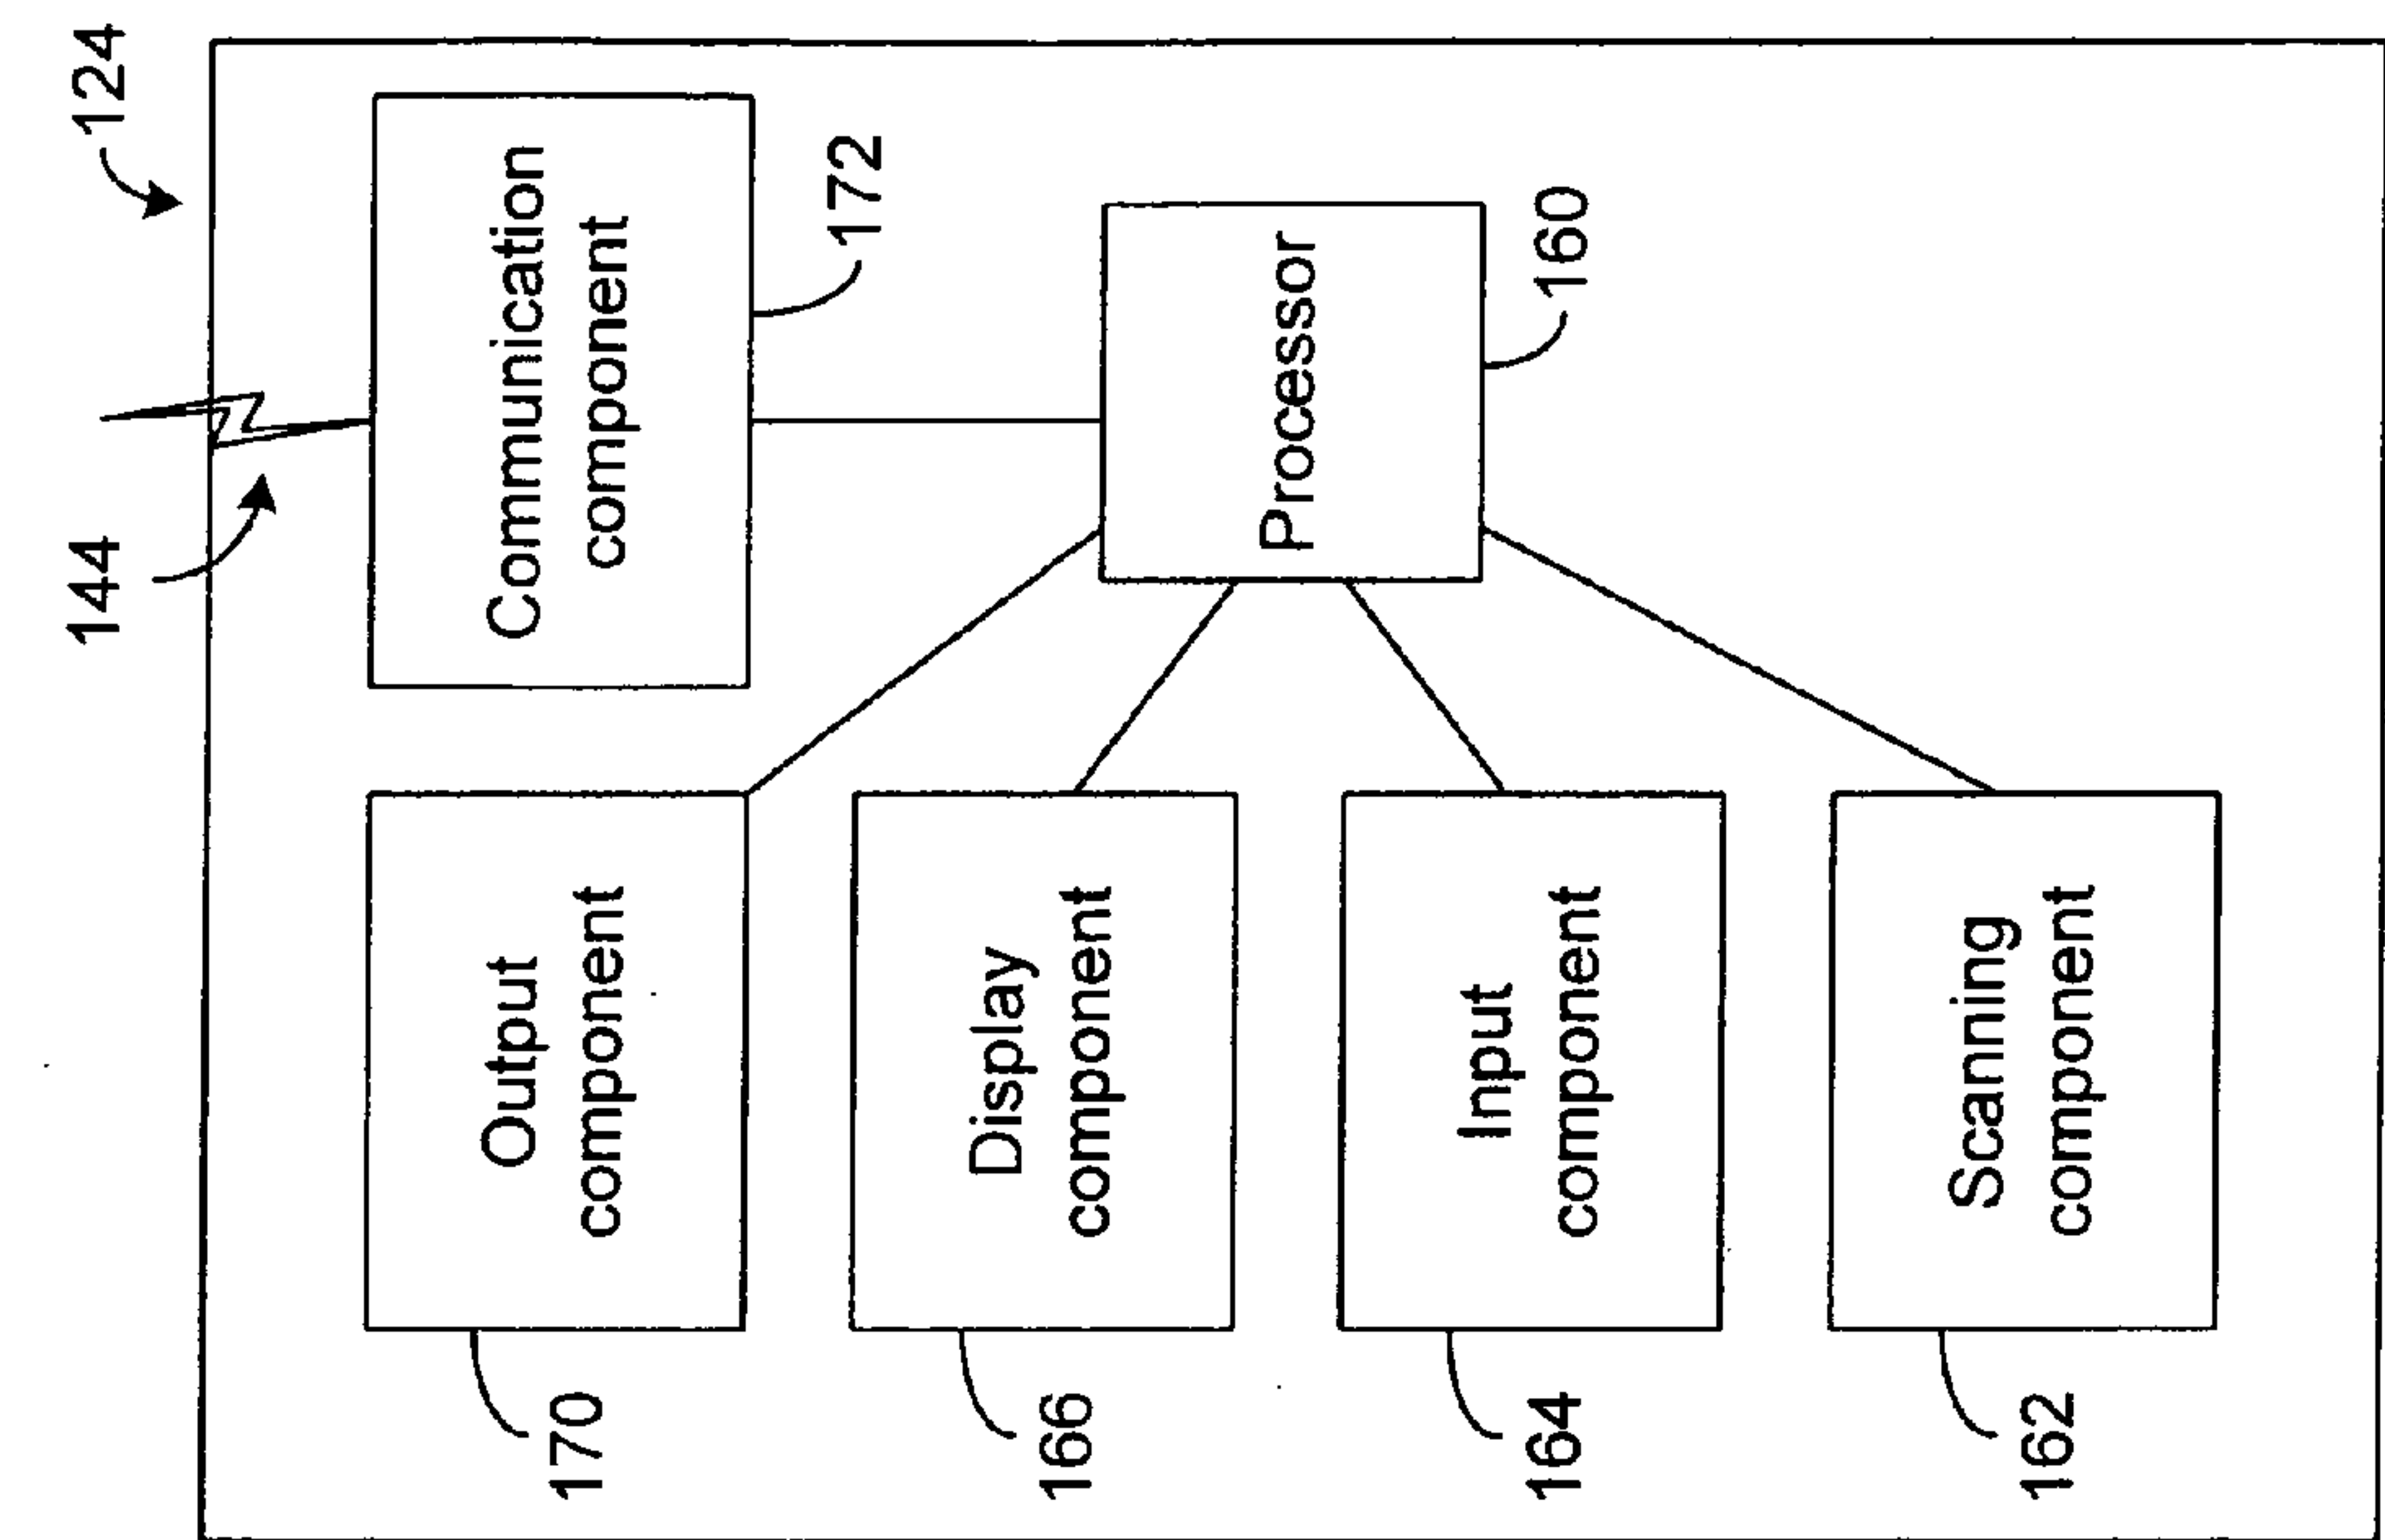 124
144
Communication
component
172
Processor
160
Output
component
170
Display
component
166
Input
component
164
Scanning
component
162